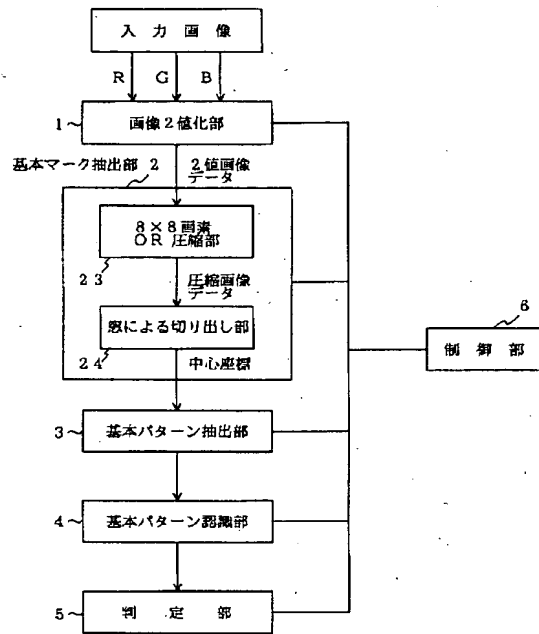 入力画像
R G B
1 画像2値化部
基本マーク抽出部 2
2値画像
データ
8×8画素
OR圧縮部
23
圧縮画像
データ
窓による切り出し部
24
中心座標
6
制御部
3 基本パターン抽出部
4 基本パターン認識部
5 判定部